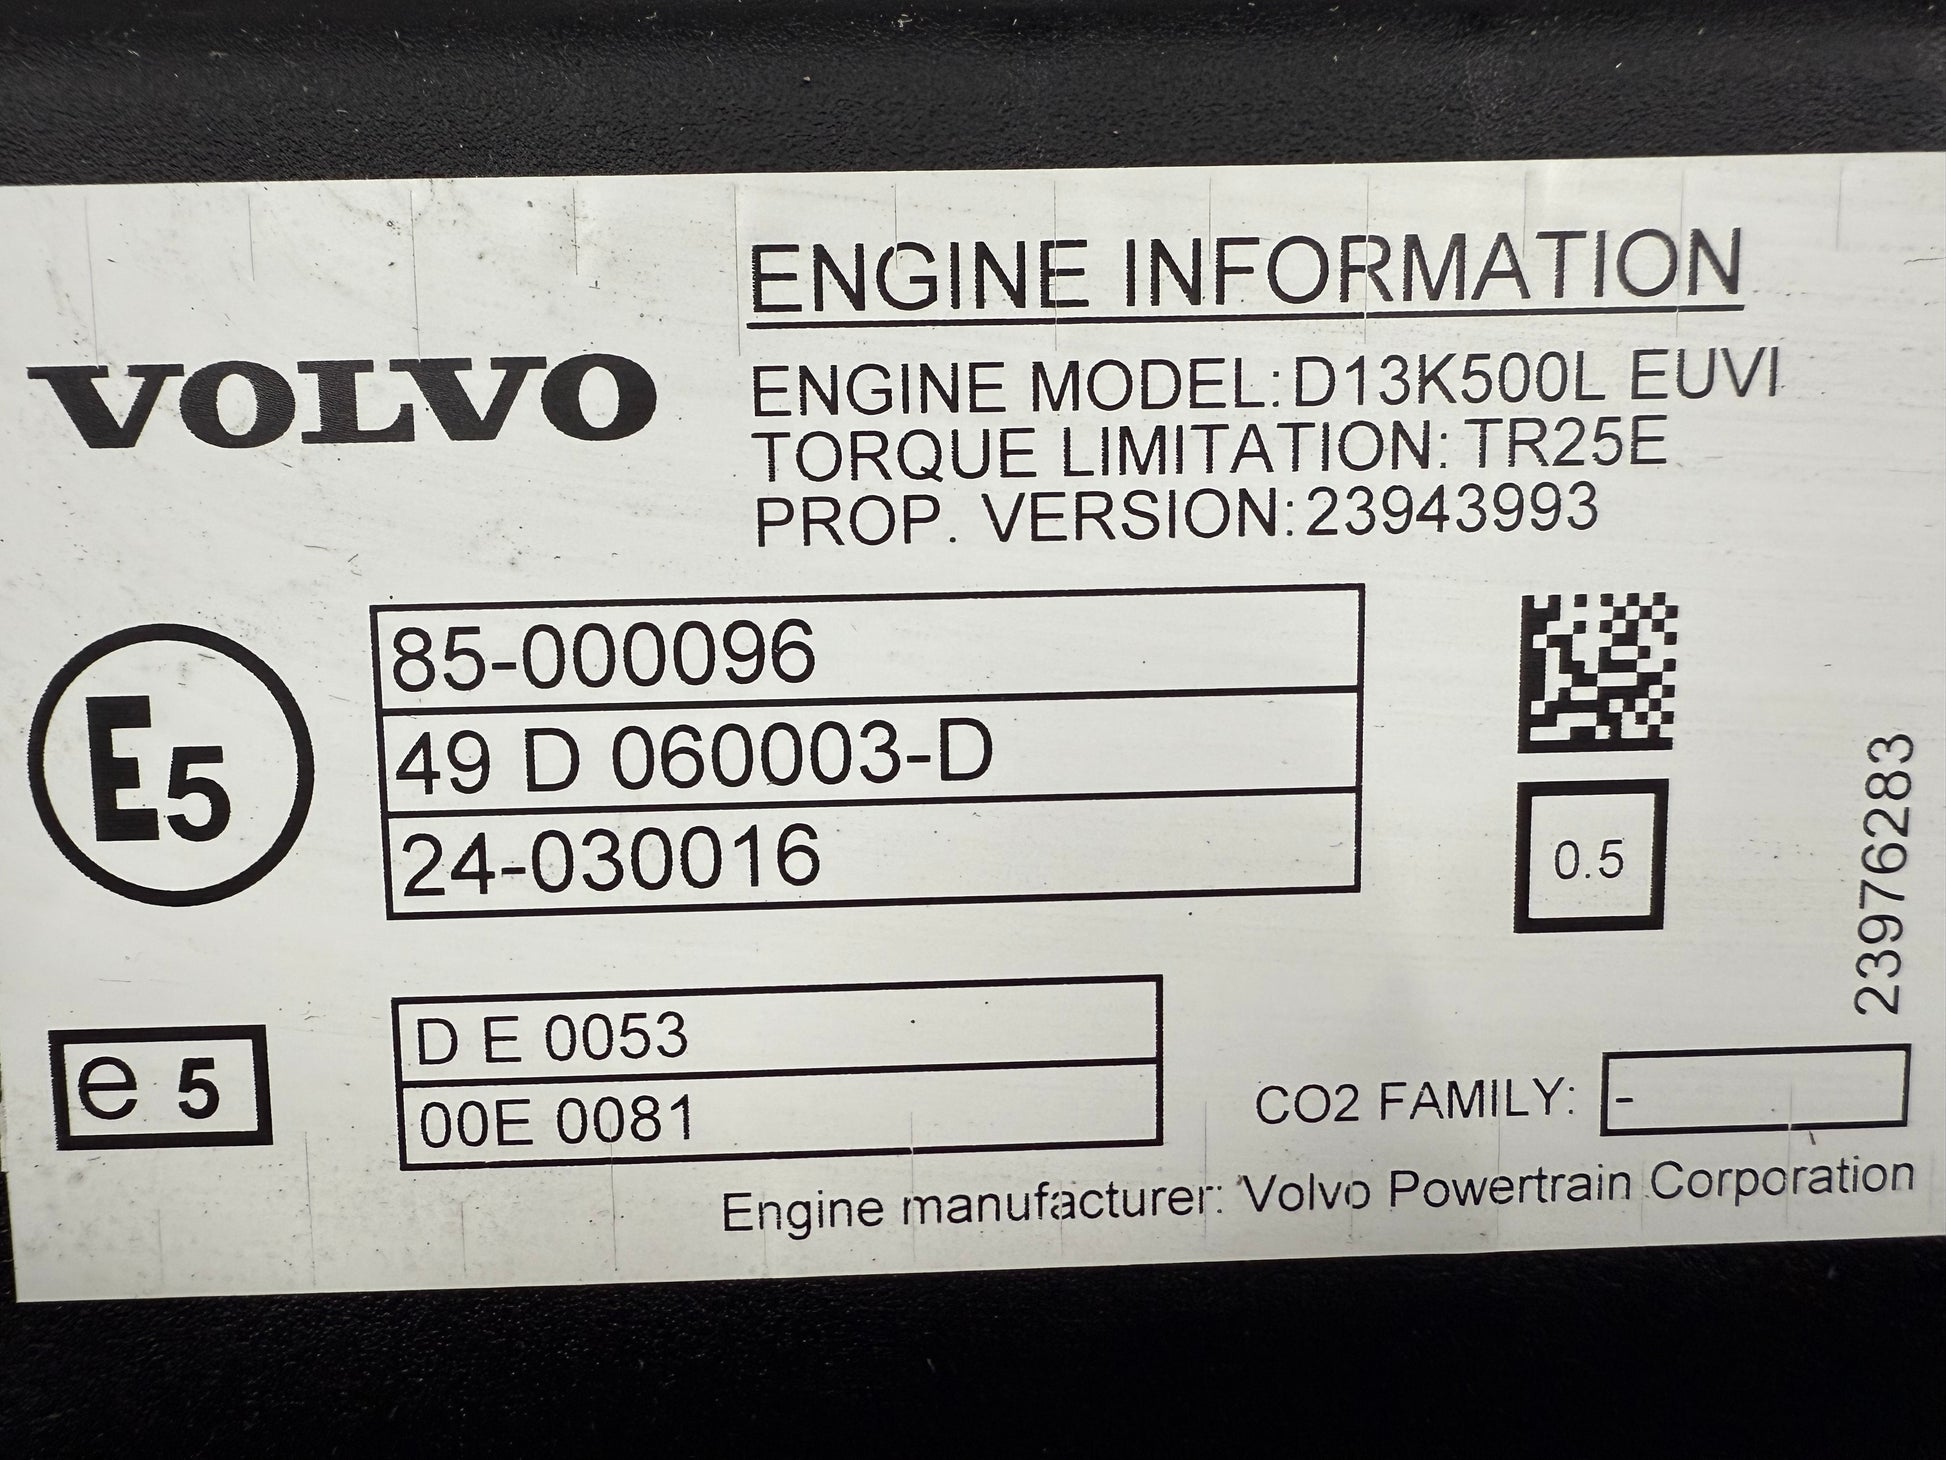 ENGINE INFORMATION
VOLVO
ENGINE MODEL: D13K500L EUVI
TORQUE LIMITATION: TR25E
PROP. VERSION: 23943993
E5
85-000096
49 D 060003-D
24-030016
0.5
23976283
e 5
D E 0053
00E 0081
CO2 FAMILY: -
Engine manufacturer: Volvo Powertrain Corporation